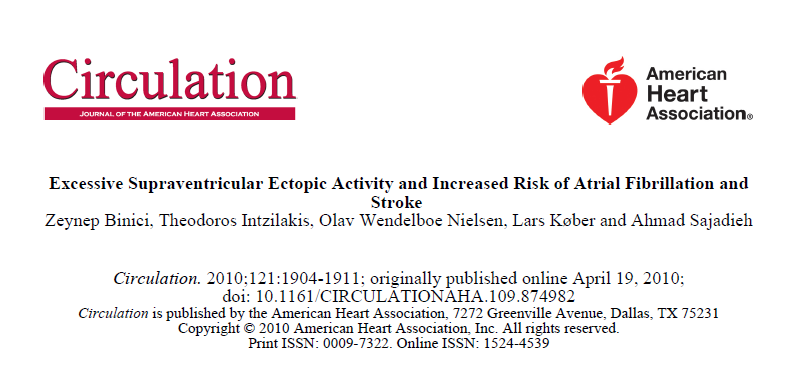 Circulation
JOURNAL OF THE AMERICAN HEART ASSOCIATION
American
Heart
Association®
Excessive Supraventricular Ectopic Activity and Increased Risk of Atrial Fibrillation and
Stroke
Zeynep Binici, Theodoros Intzilakis, Olav Wendelboe Nielsen, Lars Køber and Ahmad Sajadieh
Circulation. 2010;121:1904-1911; originally published online April 19, 2010;
doi: 10.1161/CIRCULATIONAHA.109.874982
Circulation is published by the American Heart Association, 7272 Greenville Avenue, Dallas, TX 75231
Copyright © 2010 American Heart Association, Inc. All rights reserved.
Print ISSN: 0009-7322. Online ISSN: 1524-4539